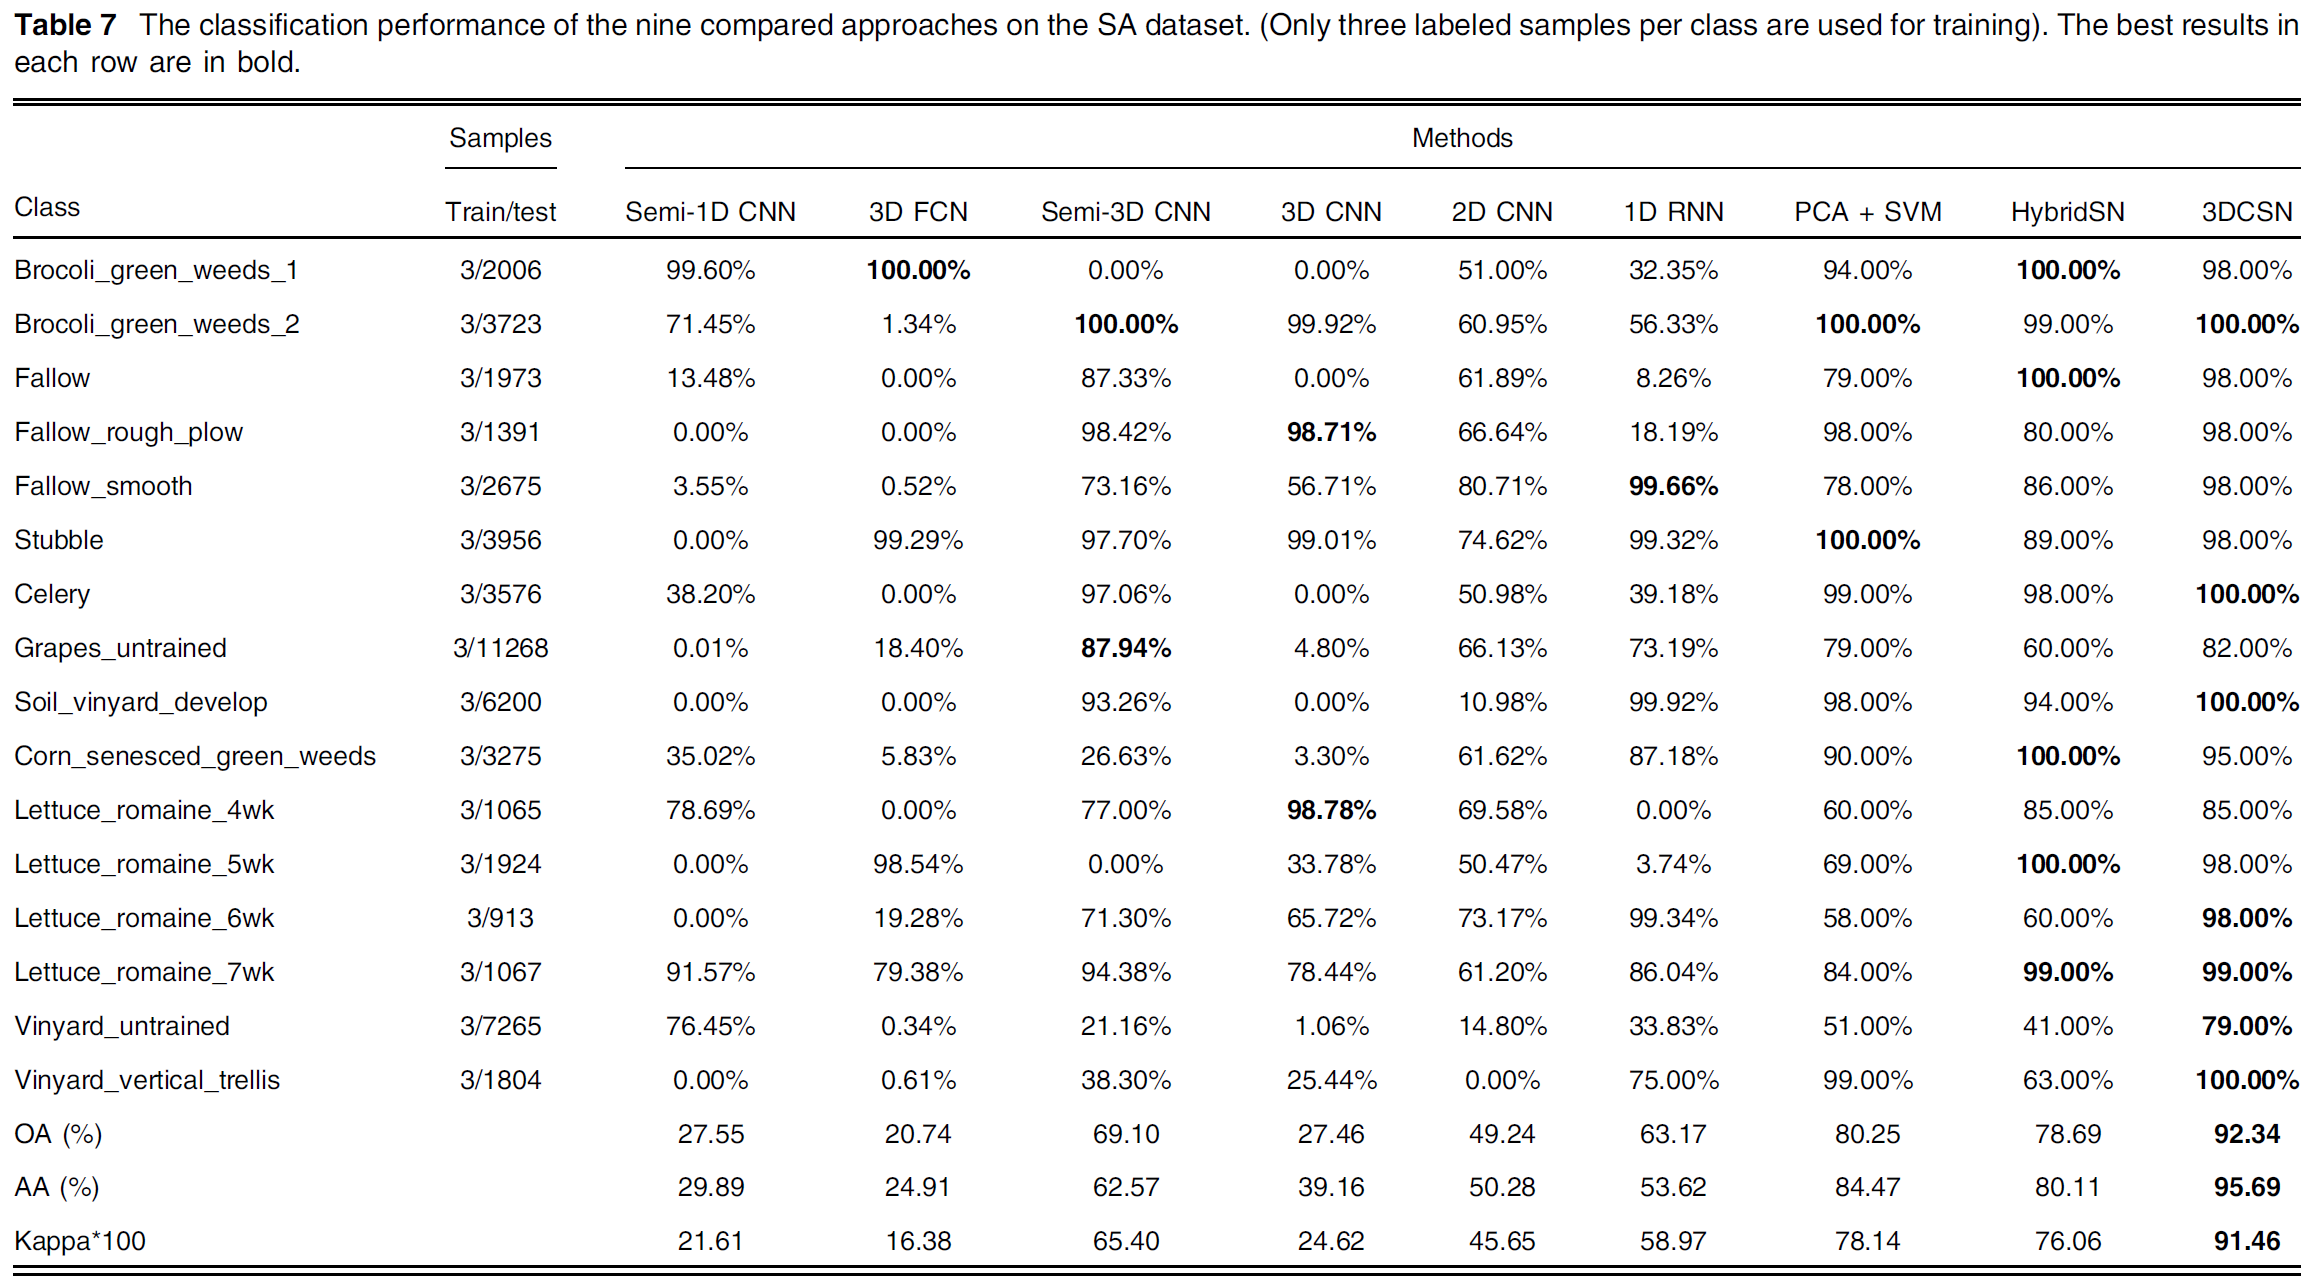 Table 7 The classification performance of the nine compared approaches on the SA dataset. (Only three labeled samples per class are used for training). The best results in
each row are in bold.
Samples Methods
Class Train/test Semi-1D CNN 3D FCN Semi-3D CNN 3D CNN 2D CNN 1D RNN PCA + SVM HybridSN 3DCSN
Brocoli_green_weeds_1 3/2006 99.60% 100.00% 0.00% 0.00% 51.00% 32.35% 94.00% 100.00% 98.00%
Brocoli_green_weeds_2 3/3723 71.45% 1.34% 100.00% 99.92% 60.95% 56.33% 100.00% 99.00% 100.00%
Fallow 3/1973 13.48% 0.00% 87.33% 0.00% 61.89% 8.26% 79.00% 100.00% 98.00%
Fallow_rough_plow 3/1391 0.00% 0.00% 98.42% 98.71% 66.64% 18.19% 98.00% 80.00% 98.00%
Fallow_smooth 3/2675 3.55% 0.52% 73.16% 56.71% 80.71% 99.66% 78.00% 86.00% 98.00%
Stubble 3/3956 0.00% 99.29% 97.70% 99.01% 74.62% 99.32% 100.00% 89.00% 98.00%
Celery 3/3576 38.20% 0.00% 97.06% 0.00% 50.98% 39.18% 99.00% 98.00% 100.00%
Grapes_untrained 3/11268 0.01% 18.40% 87.94% 4.80% 66.13% 73.19% 79.00% 60.00% 82.00%
Soil_vinyard_develop 3/6200 0.00% 0.00% 93.26% 0.00% 10.98% 99.92% 98.00% 94.00% 100.00%
Corn_senesced_green_weeds 3/3275 35.02% 5.83% 26.63% 3.30% 61.62% 87.18% 90.00% 100.00% 95.00%
Lettuce_romaine_4wk 3/1065 78.69% 0.00% 77.00% 98.78% 69.58% 0.00% 60.00% 85.00% 85.00%
Lettuce_romaine_5wk 3/1924 0.00% 98.54% 0.00% 33.78% 50.47% 3.74% 69.00% 100.00% 98.00%
Lettuce_romaine_6wk 3/913 0.00% 19.28% 71.30% 65.72% 73.17% 99.34% 58.00% 60.00% 98.00%
Lettuce_romaine_7wk 3/1067 91.57% 79.38% 94.38% 78.44% 61.20% 86.04% 84.00% 99.00% 99.00%
Vinyard_untrained 3/7265 76.45% 0.34% 21.16% 1.06% 14.80% 33.83% 51.00% 41.00% 79.00%
Vinyard_vertical_trellis 3/1804 0.00% 0.61% 38.30% 25.44% 0.00% 75.00% 99.00% 63.00% 100.00%
OA (%) 27.55 20.74 69.10 27.46 49.24 63.17 80.25 78.69 92.34
AA (%) 29.89 24.91 62.57 39.16 50.28 53.62 84.47 80.11 95.69
Kappa*100 21.61 16.38 65.40 24.62 45.65 58.97 78.14 76.06 91.46